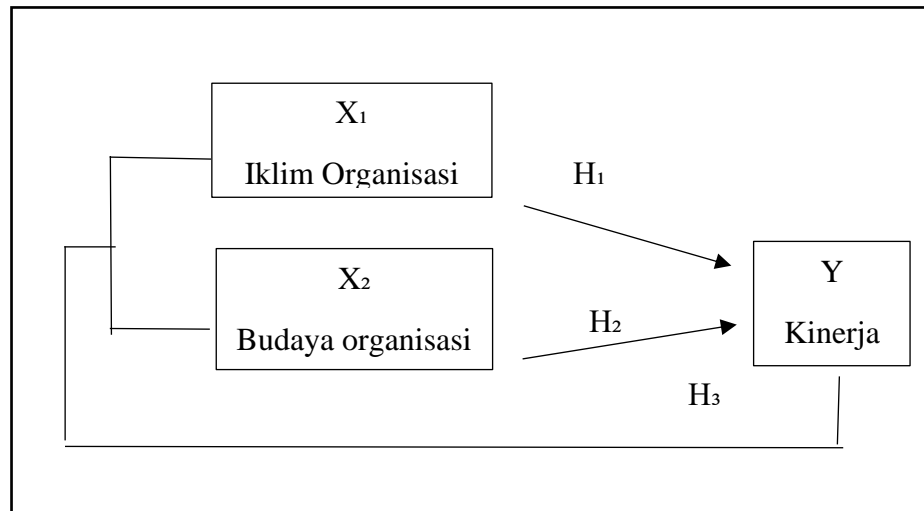 X₁
Iklim Organisasi
H₁
X₂
Budaya organisasi
H₂
Y
Kinerja
H₃